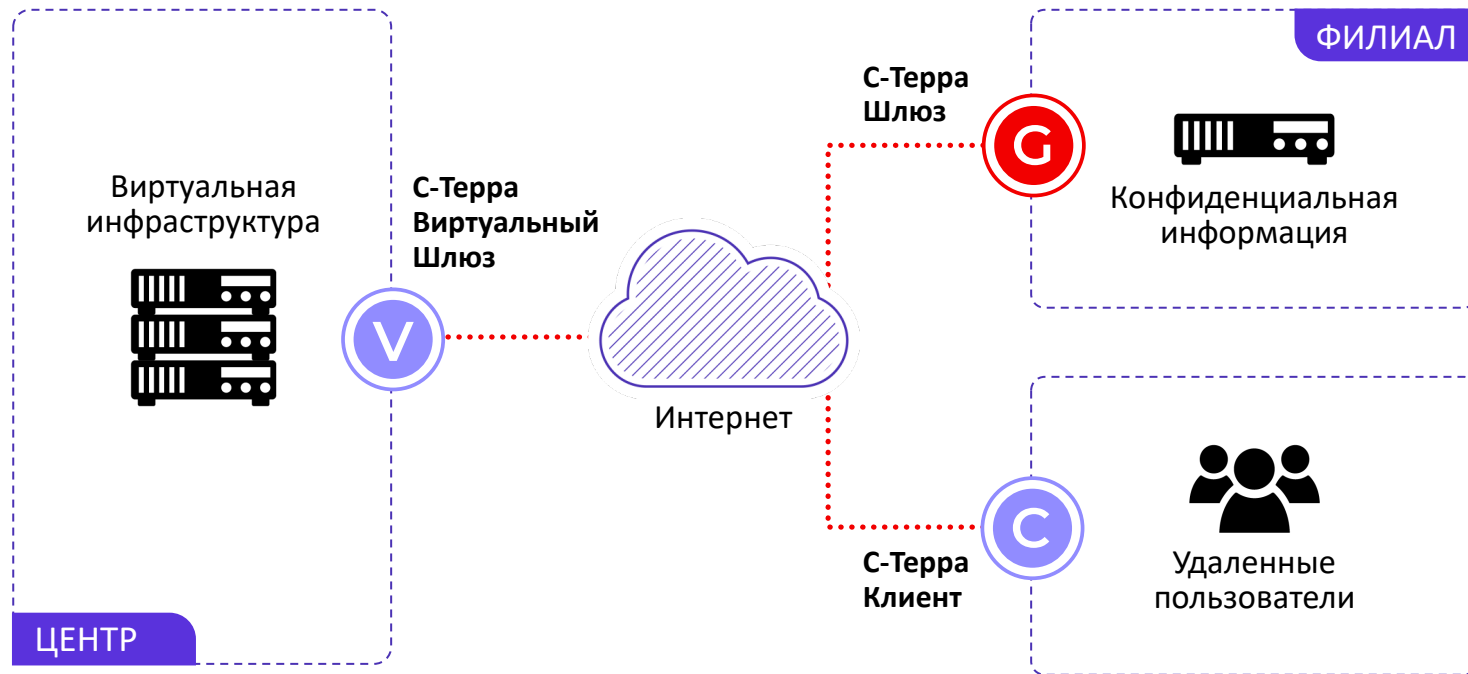 ФИЛИАЛ
С-Терра
Шлюз
G
Конфиденциальная
информация
Виртуальная
инфраструктура
С-Терра
Виртуальный
Шлюз
V
Интернет
С-Терра
Клиент
C
Удаленные
пользователи
ЦЕНТР